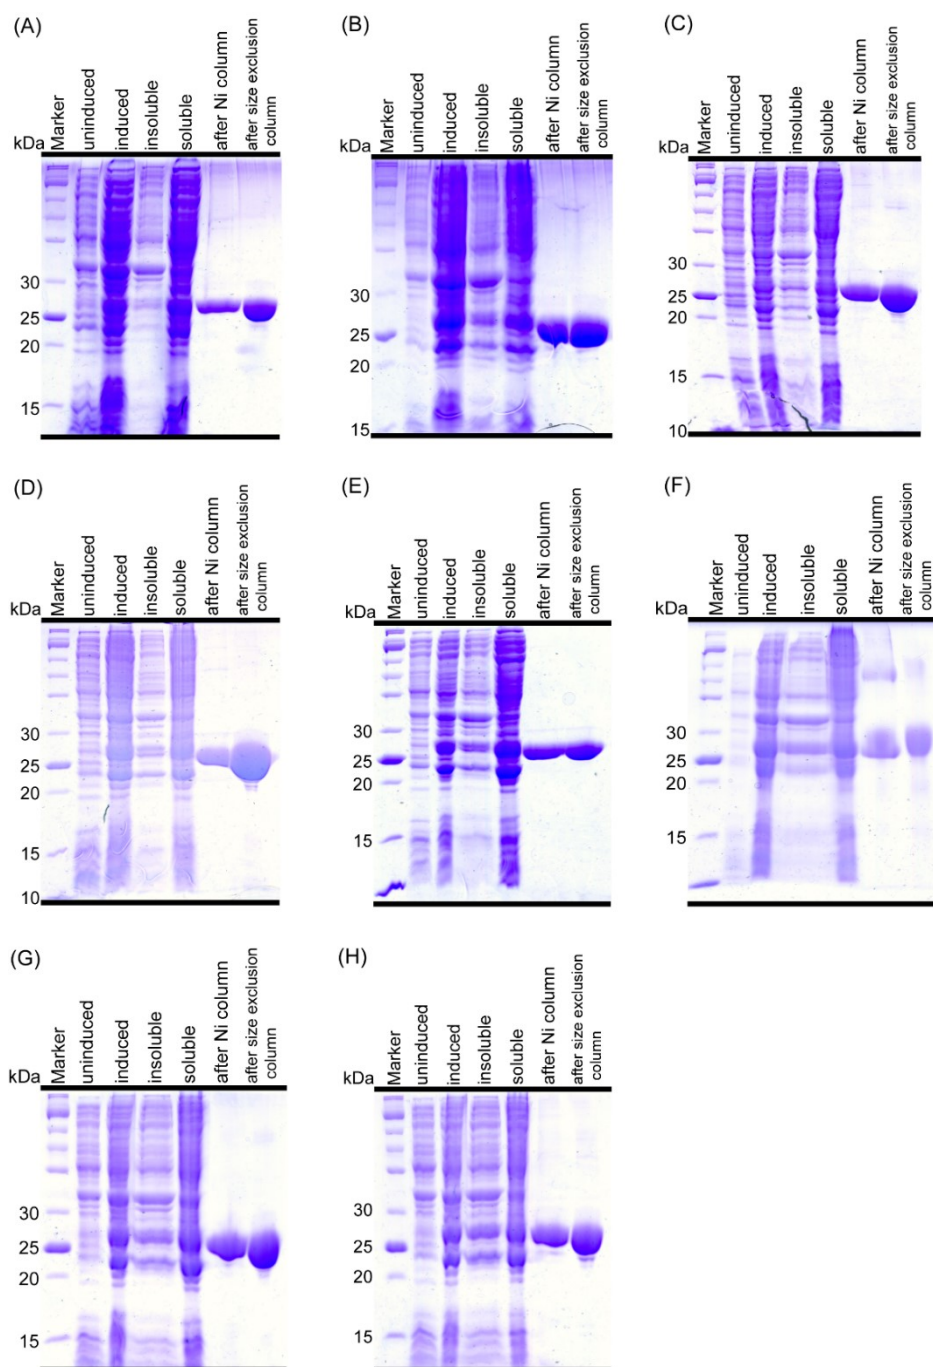 (A)
kDa
Marker
uninduced
induced
insoluble
soluble
after Ni column
after size exclusion
column
30
25
20
15
(B)
kDa
Marker
uninduced
induced
insoluble
soluble
after Ni column
after size exclusion
column
30
25
20
15
(C)
kDa
Marker
uninduced
induced
insoluble
soluble
after Ni column
after size exclusion
column
30
25
20
15
10
(D)
kDa
Marker
uninduced
induced
insoluble
soluble
after Ni column
after size exclusion
column
30
25
20
15
10
(E)
kDa
Marker
uninduced
induced
insoluble
soluble
after Ni column
after size exclusion
column
30
25
20
15
(F)
kDa
Marker
uninduced
induced
insoluble
soluble
after Ni column
after size exclusion
column
30
25
20
15
(G)
kDa
Marker
uninduced
induced
insoluble
soluble
after Ni column
after size exclusion
column
30
25
20
15
(H)
kDa
Marker
uninduced
induced
insoluble
soluble
after Ni column
after size exclusion
column
30
25
20
15